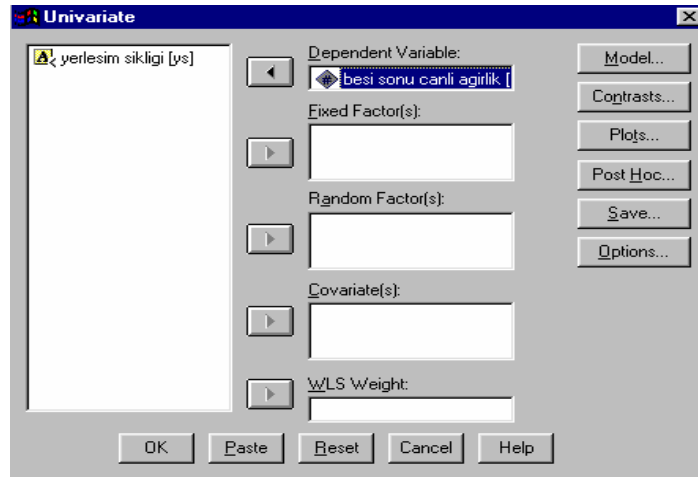 Univariate
yerlesim sikligi [ys]
Dependent Variable:
besi sonu canli agirlik [
Fixed Factor(s):
Random Factor(s):
Covariate(s):
WLS Weight:
Model...
Contrasts...
Plots...
Post Hoc...
Save...
Options...
OK
Paste
Reset
Cancel
Help